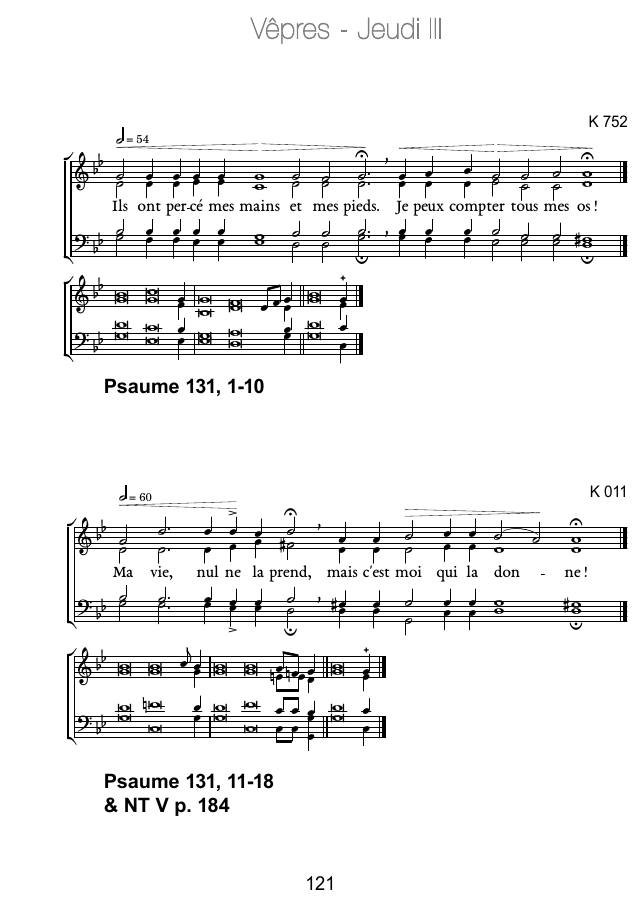 Vêpres - Jeudi III
K 752
= 54
Ils ont per-cé mes mains et mes pieds. Je peux compter tous mes os !
Psaume 131, 1-10
K 011
= 60
Ma vie, nul ne la prend, mais c'est moi qui la don - ne !
Psaume 131, 11-18
& NT V p. 184
121